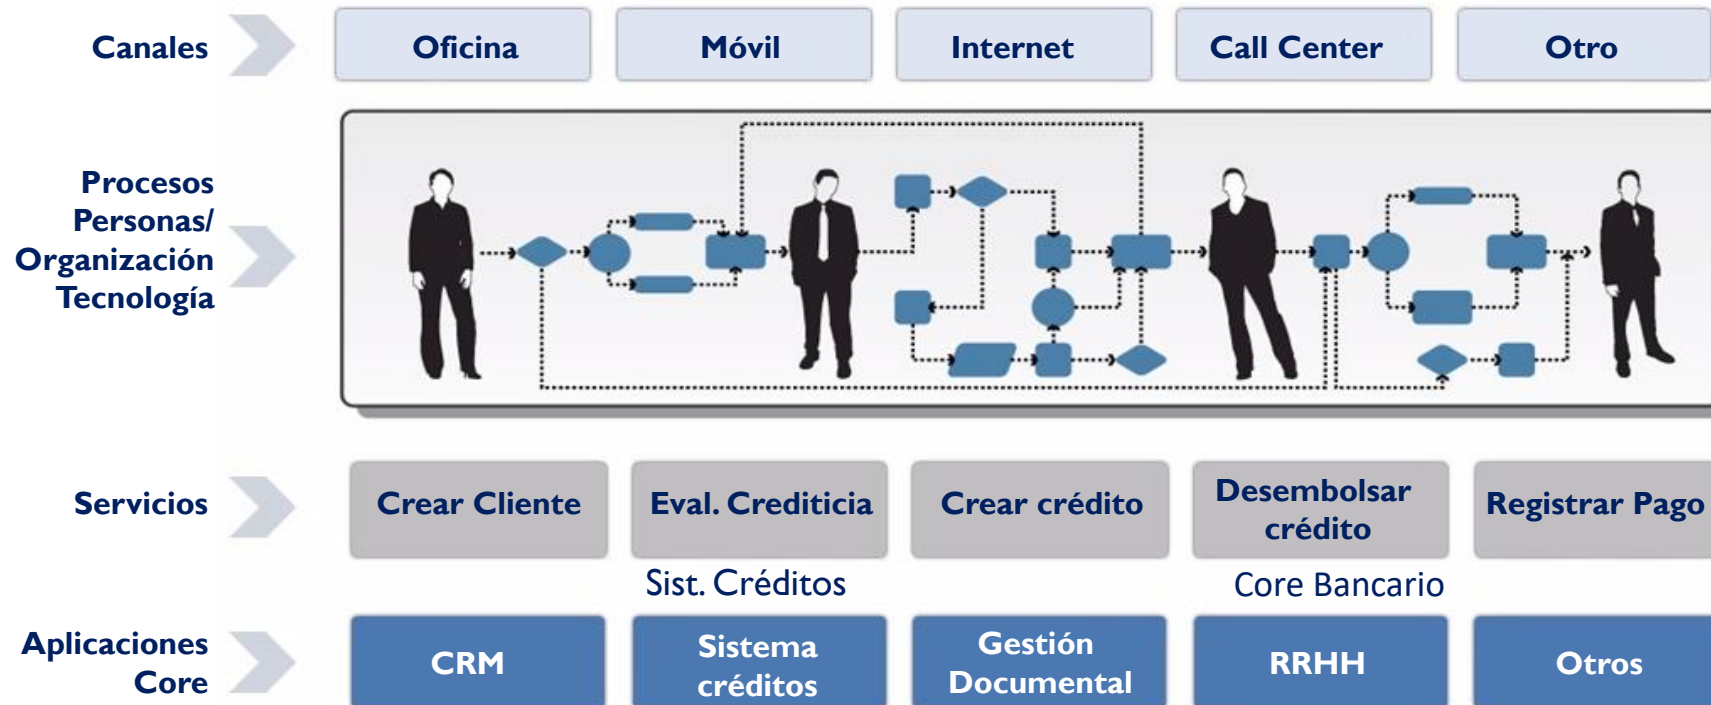 Canales
Oficina
Móvil
Internet
Call Center
Otro
Procesos
Personas/
Organización
Tecnología
Servicios
Crear Cliente
Eval. Crediticia
Crear crédito
Desembolsar
crédito
Registrar Pago
Sist. Créditos
Core Bancario
Aplicaciones
Core
CRM
Sistema
créditos
Gestión
Documental
RRHH
Otros